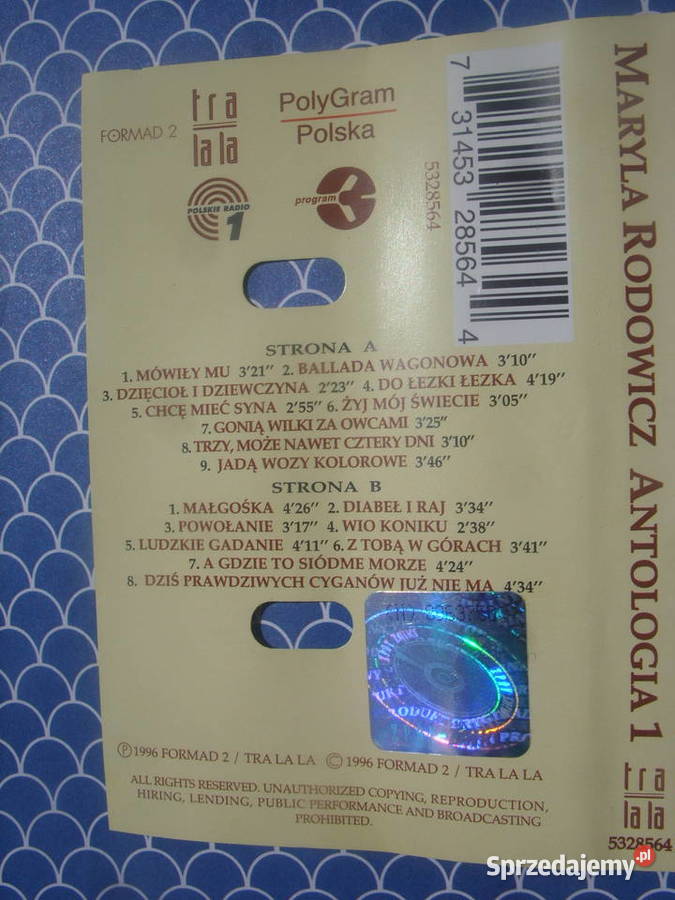 tra
la la
FORMAD 2
PolyGram
Polska
POLSKIE RADIO
1
program
5328564
7 31453 28564 4
STRONA A
1. MÓWIŁY MU 3'21'' 2. BALLADA WAGONOWA 3'10''
3. DZIĘCIOŁ I DZIEWCZYNA 2'23'' 4. DO ŁEZKI ŁEZKA 4'19''
5. CHCĘ MIEĆ SYNA 2'55'' 6. ŻYJ MÓJ ŚWIECIE 3'05''
7. GONIĄ WILKI ZA OWCAMI 3'25''
8. TRZY, MOŻE NAWET CZTERY DNI 3'10''
9. JADĄ WOZY KOLOROWE 3'46''
STRONA B
1. MAŁGOŚKA 4'26'' 2. DIABEŁ I RAJ 3'34''
3. POWOŁANIE 3'17'' 4. WIO KONIKU 2'38''
5. LUDZKIE GADANIE 4'11'' 6. Z TOBĄ W GÓRACH 3'41''
7. A GDZIE TO SIÓDME MORZE 4'24''
8. DZIŚ PRAWDZIWYCH CYGANÓW JUŻ NIE MA 4'34''
Ⓟ 1996 FORMAD 2 / TRA LA LA © 1996 FORMAD 2 / TRA LA LA
ALL RIGHTS RESERVED. UNAUTHORIZED COPYING, REPRODUCTION,
HIRING, LENDING, PUBLIC PERFORMANCE AND BROADCASTING
PROHIBITED.
MARYLA RODOWICZ ANTOLOGIA 1
tra
la la
5328564
Sprzedajemy.pl